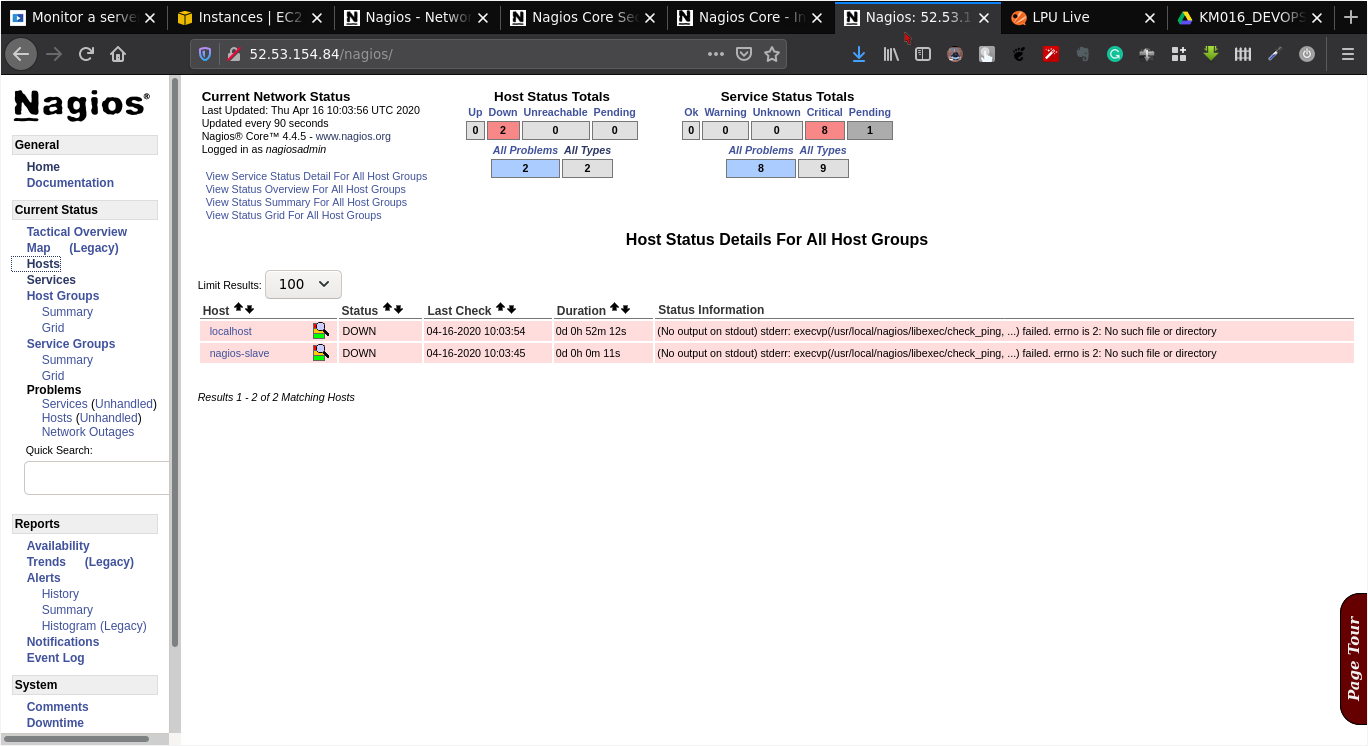 Monitor a serve
Instances | EC2
Nagios - Networ
Nagios Core Sec
Nagios Core - In
Nagios: 52.53.1
LPU Live
KM016_DEVOPS
52.53.154.84/nagios/
Nagios®
General
Home
Documentation
Current Status
Tactical Overview
Map (Legacy)
Hosts
Services
Host Groups
Summary
Grid
Service Groups
Summary
Grid
Problems
Services (Unhandled)
Hosts (Unhandled)
Network Outages
Quick Search:
Reports
Availability
Trends (Legacy)
Alerts
History
Summary
Histogram (Legacy)
Notifications
Event Log
System
Comments
Downtime
Current Network Status
Last Updated: Thu Apr 16 10:03:56 UTC 2020
Updated every 90 seconds
Nagios® Core™ 4.4.5 - www.nagios.org
Logged in as nagiosadmin
View Service Status Detail For All Host Groups
View Status Overview For All Host Groups
View Status Summary For All Host Groups
View Status Grid For All Host Groups
Host Status Totals
Up Down Unreachable Pending
0 2 0 0
All Problems All Types
2 2
Service Status Totals
Ok Warning Unknown Critical Pending
0 0 0 8 1
All Problems All Types
8 9
Host Status Details For All Host Groups
Limit Results: 100
Host Status Last Check Duration Status Information
localhost DOWN 04-16-2020 10:03:54 0d 0h 52m 12s (No output on stdout) stderr: execvp(/usr/local/nagios/libexec/check_ping, ...) failed. errno is 2: No such file or directory
nagios-slave DOWN 04-16-2020 10:03:45 0d 0h 0m 11s (No output on stdout) stderr: execvp(/usr/local/nagios/libexec/check_ping, ...) failed. errno is 2: No such file or directory
Results 1 - 2 of 2 Matching Hosts
Page Tour